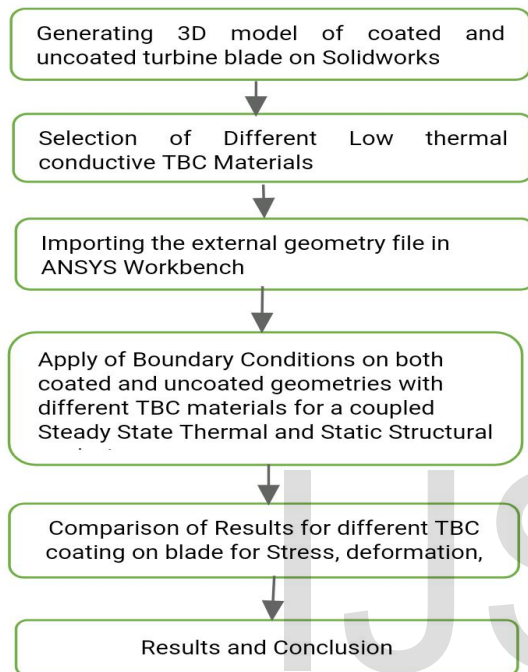 Generating 3D model of coated and
uncoated turbine blade on Solidworks
Selection of Different Low thermal
conductive TBC Materials
Importing the external geometry file in
ANSYS Workbench
Apply of Boundary Conditions on both
coated and uncoated geometries with
different TBC materials for a coupled
Steady State Thermal and Static Structural
Comparison of Results for different TBC
coating on blade for Stress, deformation,
Results and Conclusion
IJS